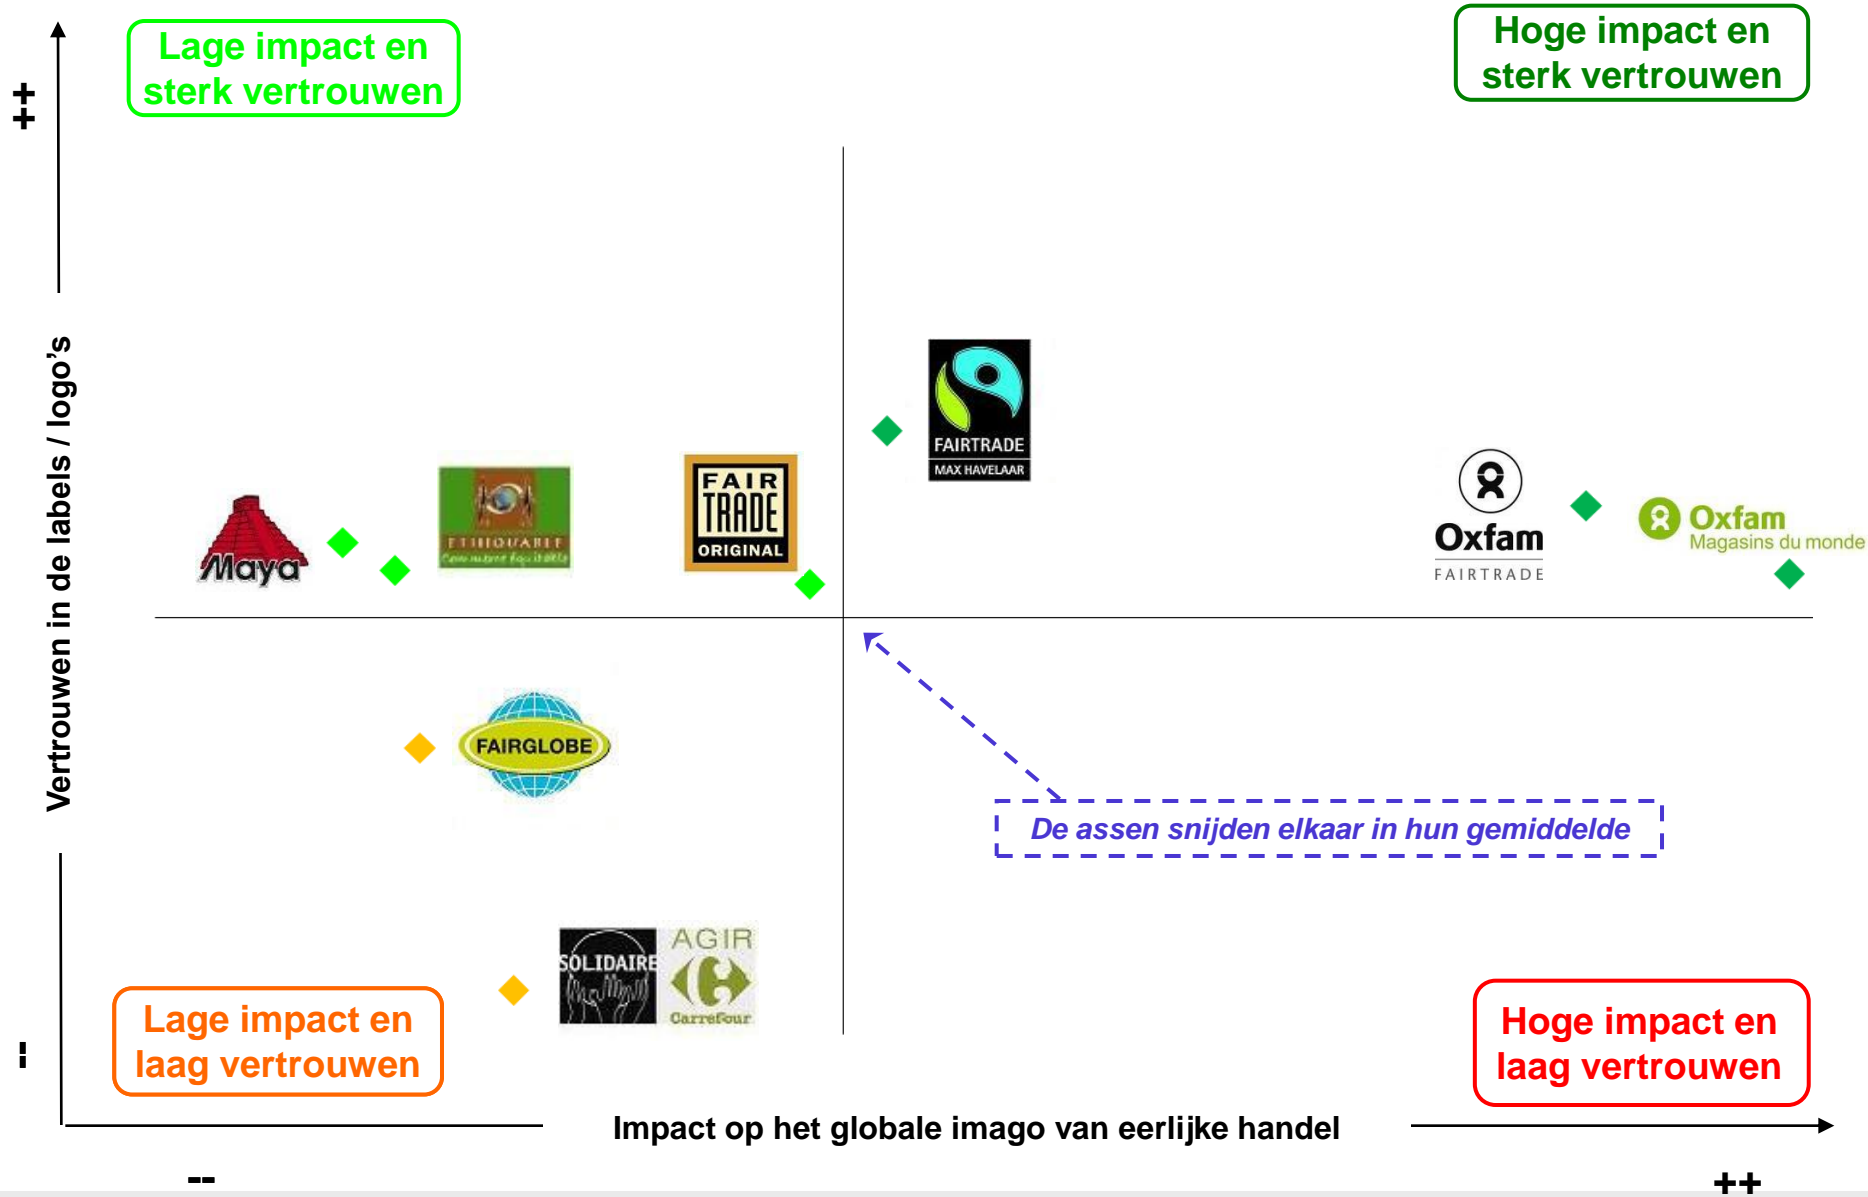 Lage impact en
sterk vertrouwen
Hoge impact en
sterk vertrouwen
++
Vertrouwen in de labels / logo's
FAIRTRADE
MAX HAVELAAR
Maya
ETHIQUABLE
Commerce équitable
FAIR
TRADE
ORIGINAL
Oxfam
FAIRTRADE
Oxfam
Magasins du monde
FAIRGLOBE
De assen snijden elkaar in hun gemiddelde
SOLIDAIRE
AGIR
Carrefour
Lage impact en
laag vertrouwen
Hoge impact en
laag vertrouwen
--
Impact op het globale imago van eerlijke handel
--
++